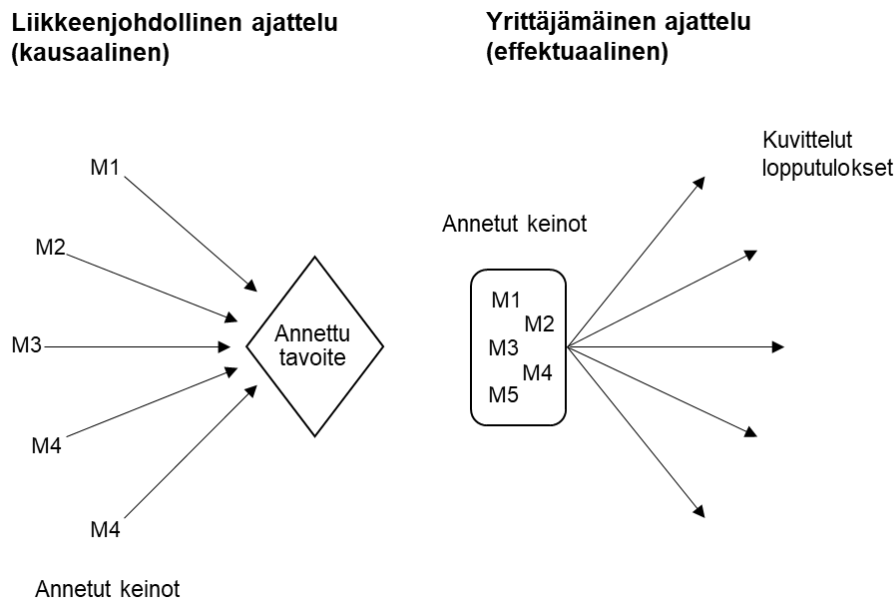 Liikkeenjohdollinen ajattelu
(kausaalinen)
M1
M2
M3
M4
M4
Annettu
tavoite
Annetut keinot
Yrittäjämäinen ajattelu
(effektuaalinen)
Kuvittelut
lopputulokset
Annetut keinot
M1
M2
M3
M4
M5